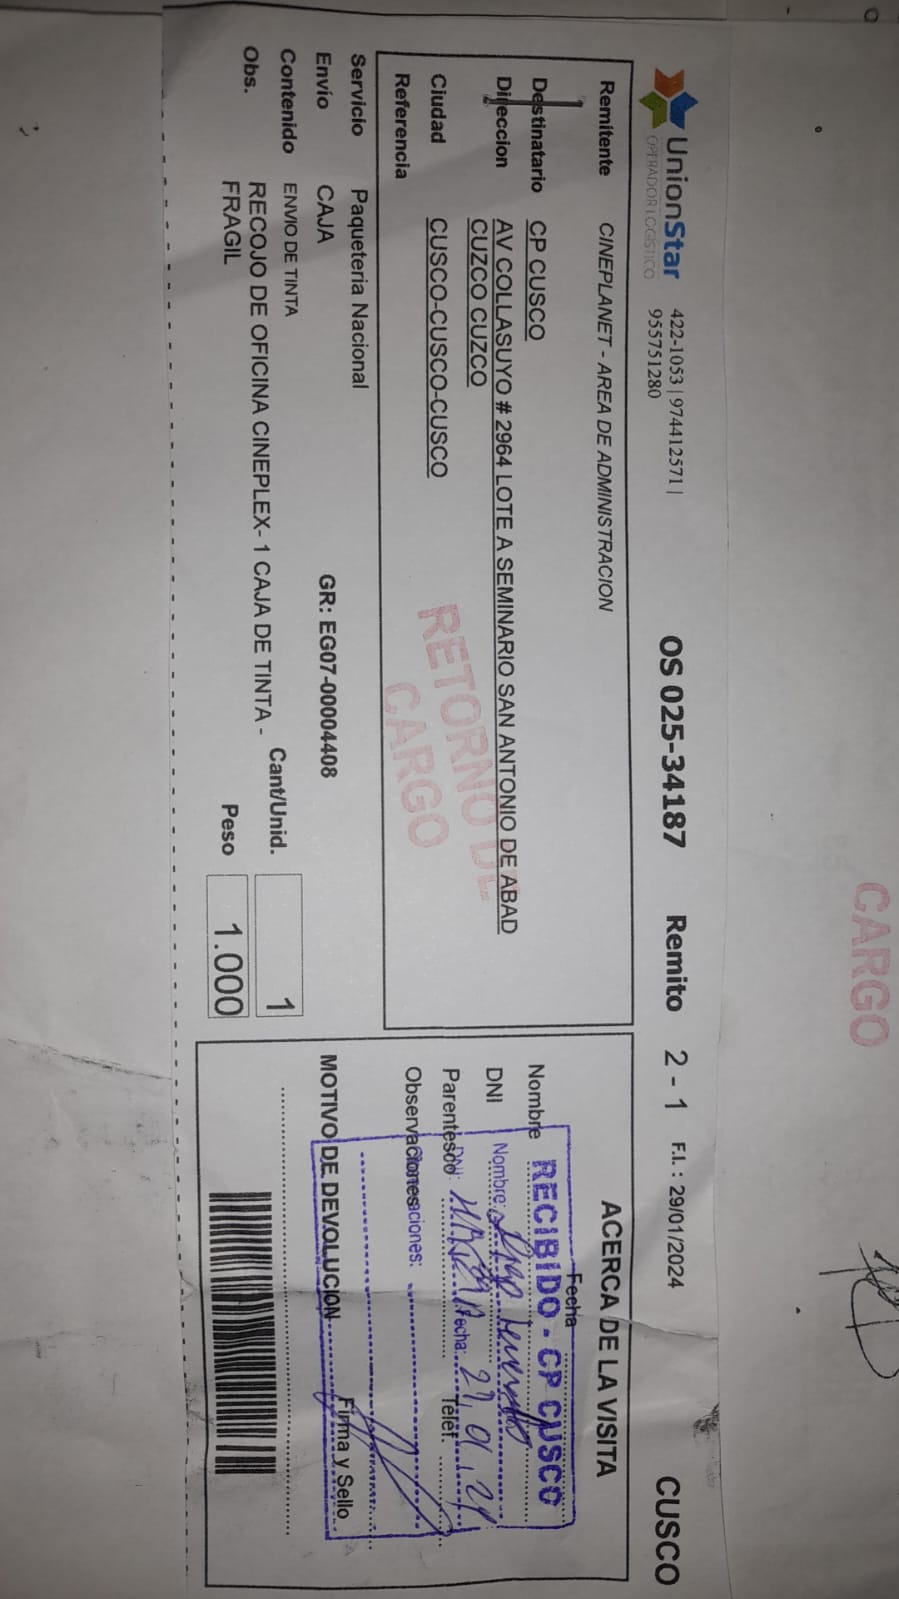 UnionStar
OPERADOR LOGISTICO
422-1053 | 974412571 |
955751280
OS 025-34187
Remito 2 - 1
F.I. : 29/01/2024
CUSCO
Remitente CINEPLANET - AREA DE ADMINISTRACION
Destinatario CP CUSCO
Direccion AV COLLASUYO # 2964 LOTE A SEMINARIO SAN ANTONIO DE ABAD
CUZCO CUZCO
Ciudad CUSCO-CUSCO-CUSCO
Referencia
RETORNO DE
CARGO
Servicio Paqueteria Nacional
Envío CAJA
GR: EG07-00004408
Contenido ENVIO DE TINTA
Cant/Unid. 1
Obs. RECOJO DE OFICINA CINEPLEX- 1 CAJA DE TINTA -
FRAGIL
Peso 1.000
ACERCA DE LA VISITA
Fecha
RECIBIDO - CP CUSCO
Nombre
Nombre:
DNI
DNI:
Fecha:
Parentesco
Teléf.
Observaciones
Observaciones:
MOTIVO DE DEVOLUCION
Firma y Sello
CARGO